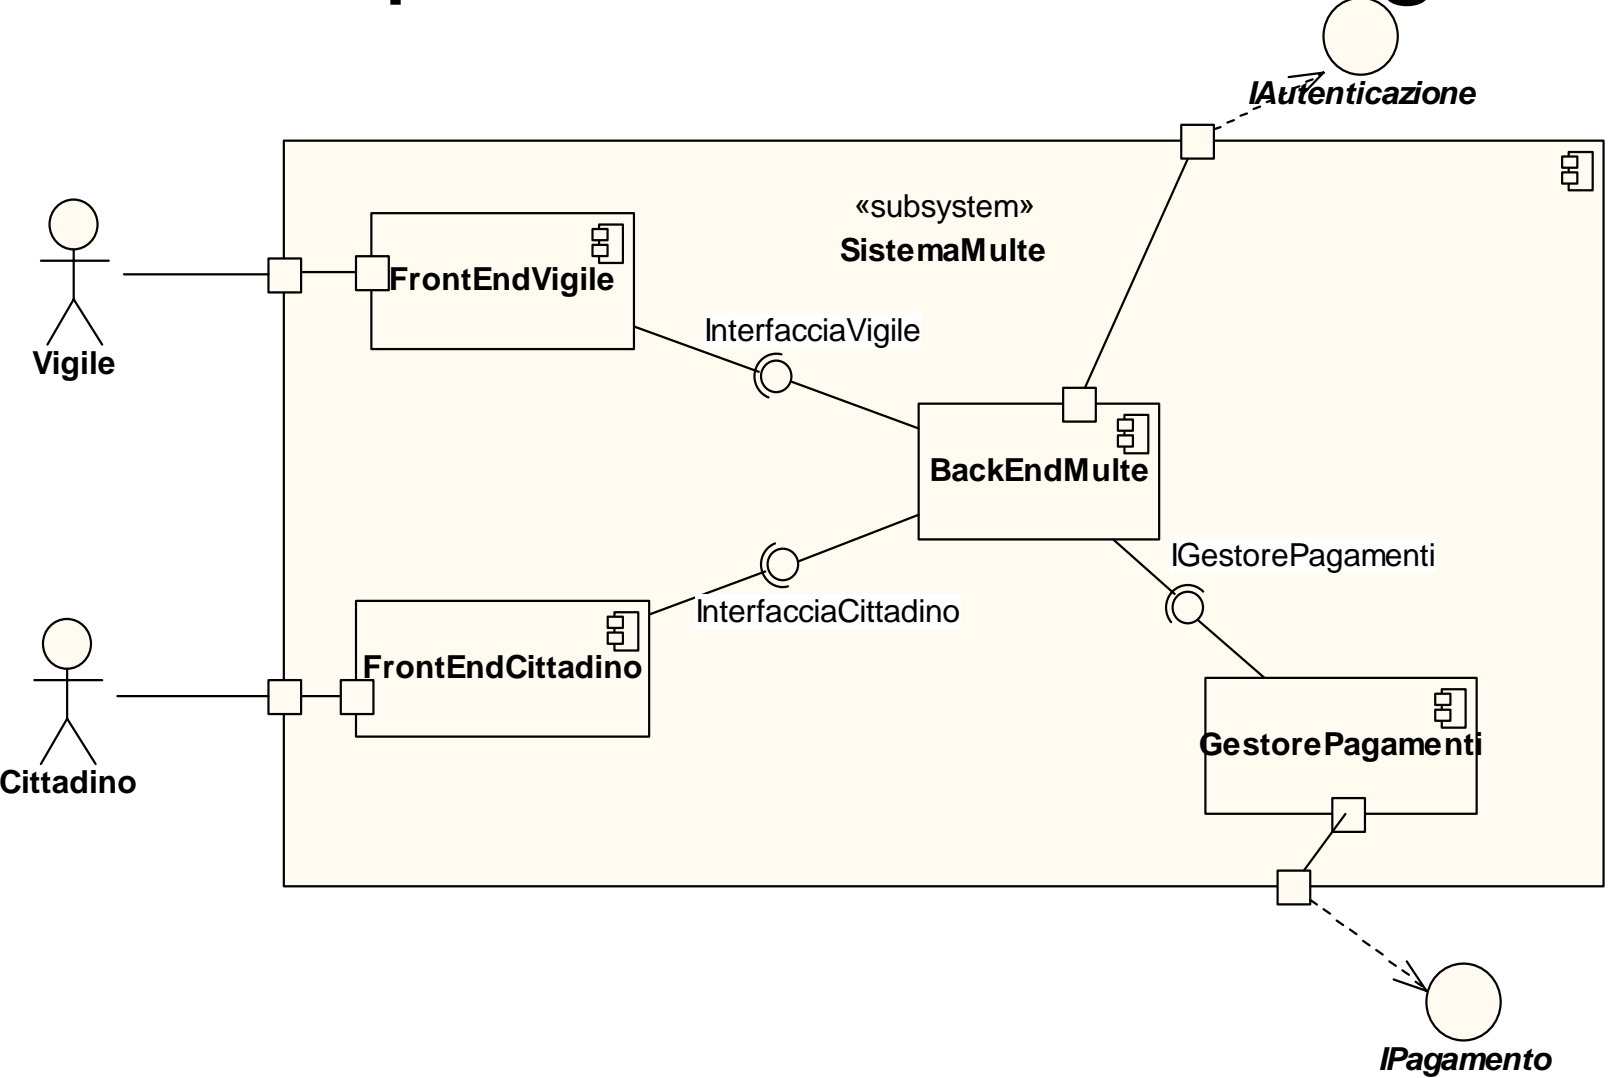 IAutenticazione
«subsystem»
SistemaMulte
FrontEndVigile
InterfacciaVigile
Vigile
BackEndMulte
IGestorePagamenti
InterfacciaCittadino
FrontEndCittadino
GestorePagamenti
Cittadino
IPagamento